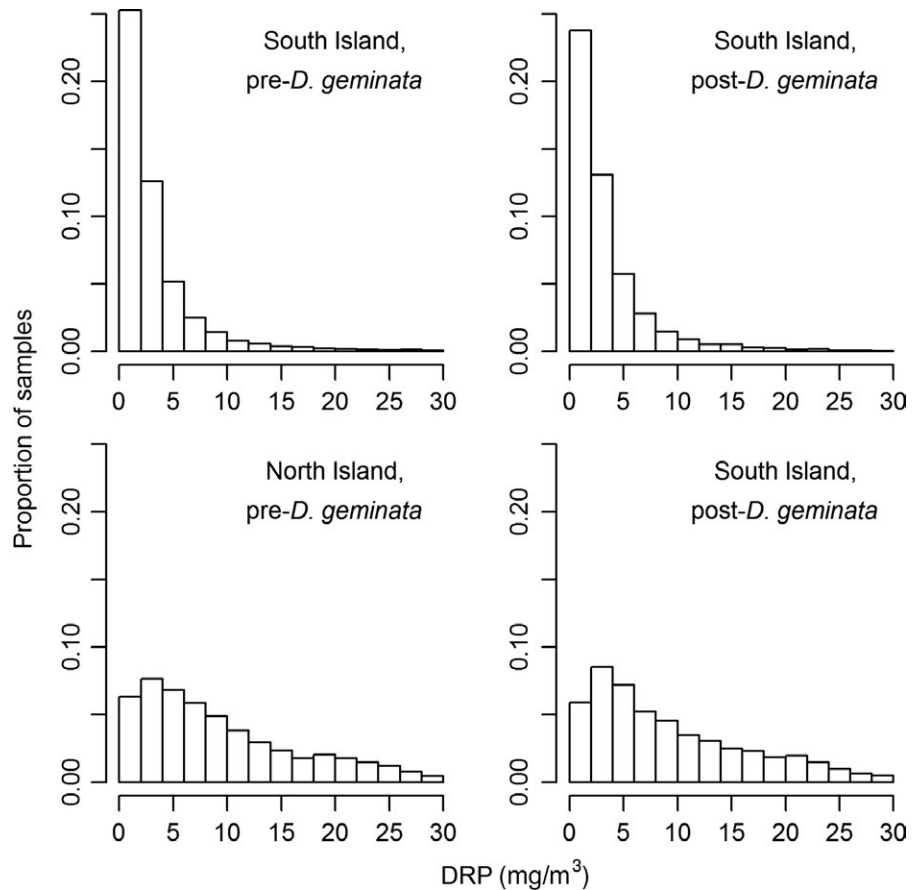 South Island,
pre-D. geminata
0.00 0.10 0.20
0 5 10 15 20 25 30
South Island,
post-D. geminata
0.00 0.10 0.20
0 5 10 15 20 25 30
Proportion of samples
North Island,
pre-D. geminata
0.00 0.10 0.20
0 5 10 15 20 25 30
South Island,
post-D. geminata
0.00 0.10 0.20
0 5 10 15 20 25 30
DRP (mg/m³)